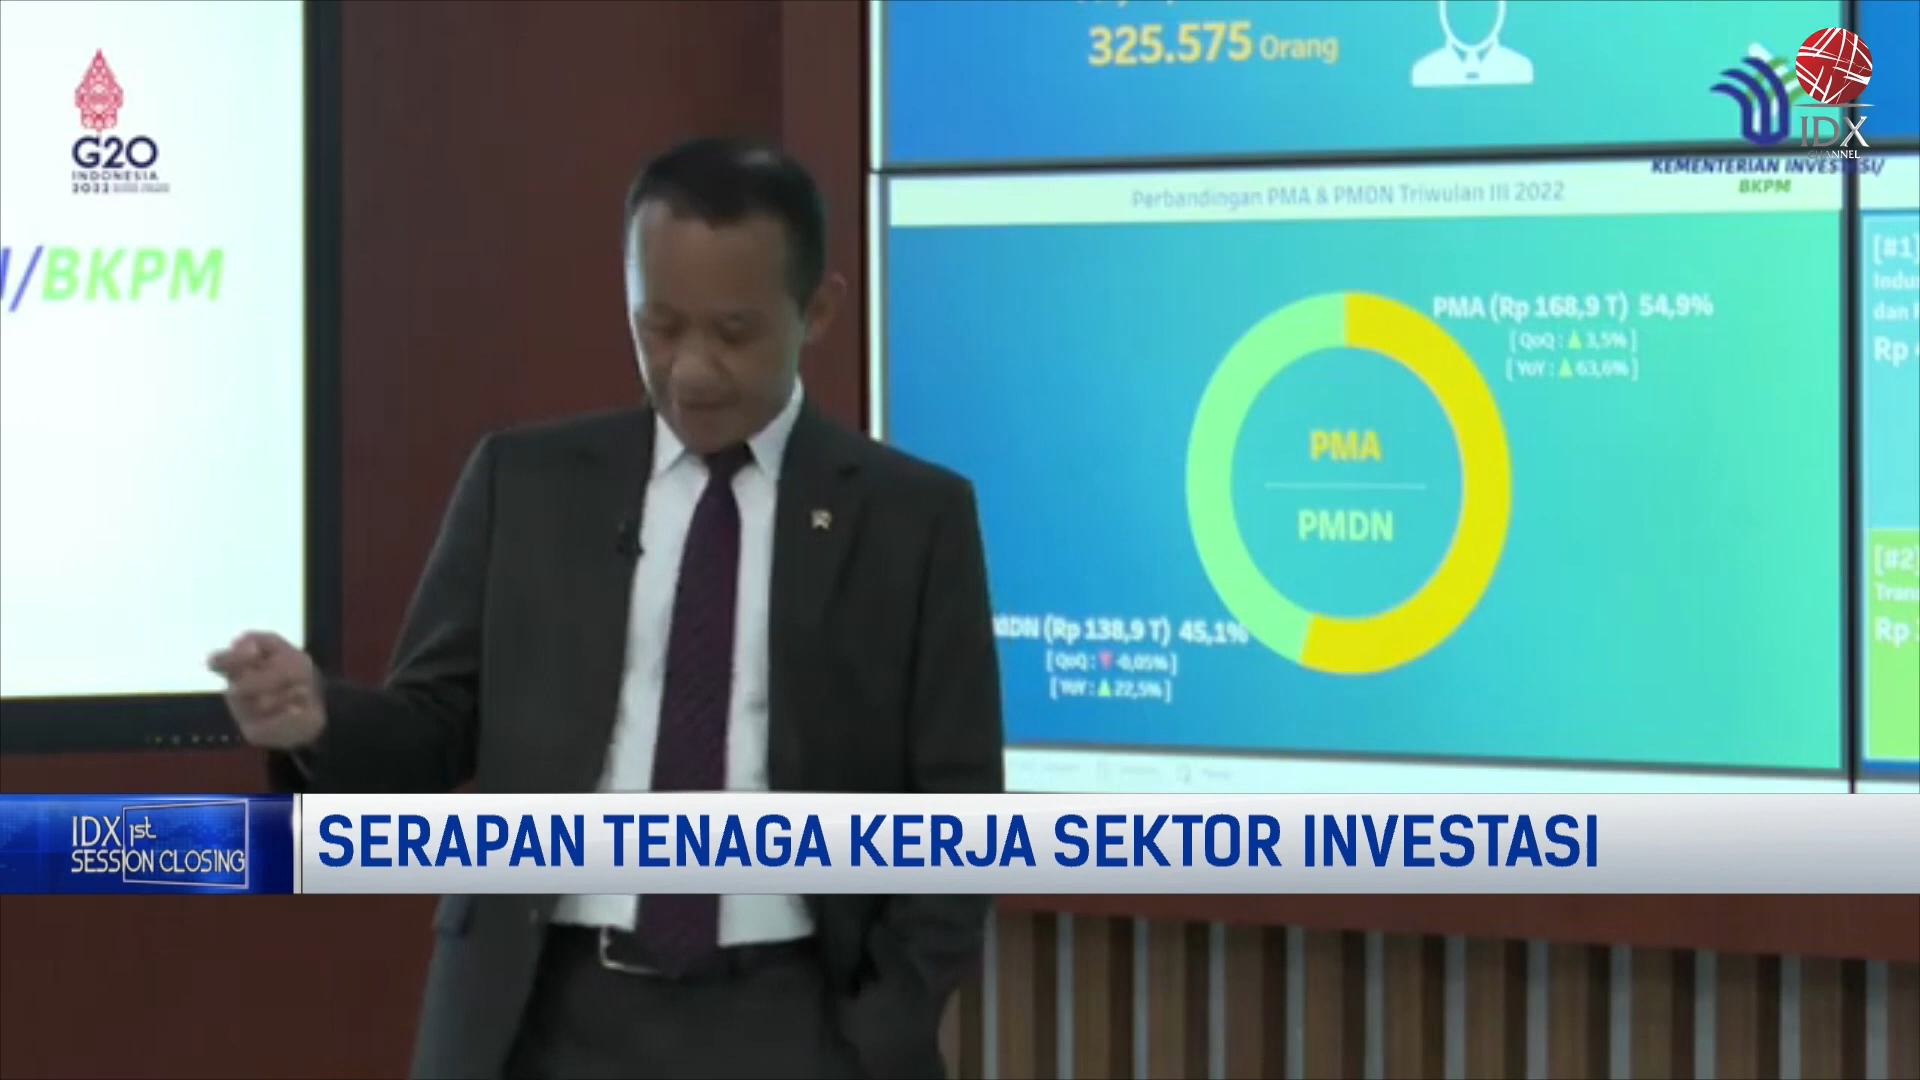 G20
INDONESIA
2022
/BKPM
325.575 Orang
IDX
CHANNEL
KEMENTERIAN INVESTASI/
BKPM
Perbandingan PMA & PMDN Triwulan III 2022
PMA (Rp 168,9 T) 54,9%
[ QoQ : ▲ 3,5% ]
[ YoY : ▲ 63,6% ]
PMA
PMDN
MDN (Rp 138,9 T) 45,1%
[ QoQ : ▼ -0,05% ]
[ YoY : ▲ 22,5% ]
[#1]
dan
Rp
[#2]
Rp
IDX 1st
SESSION CLOSING
SERAPAN TENAGA KERJA SEKTOR INVESTASI